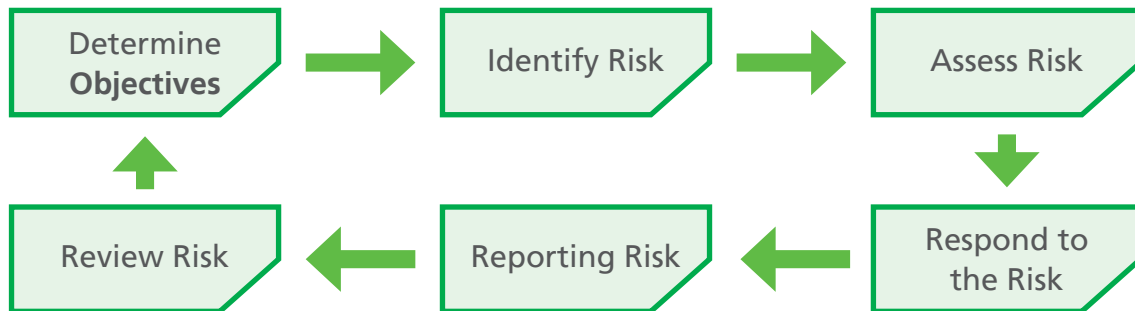 Determine
Objectives
Identify Risk
Assess Risk
Respond to
the Risk
Reporting Risk
Review Risk